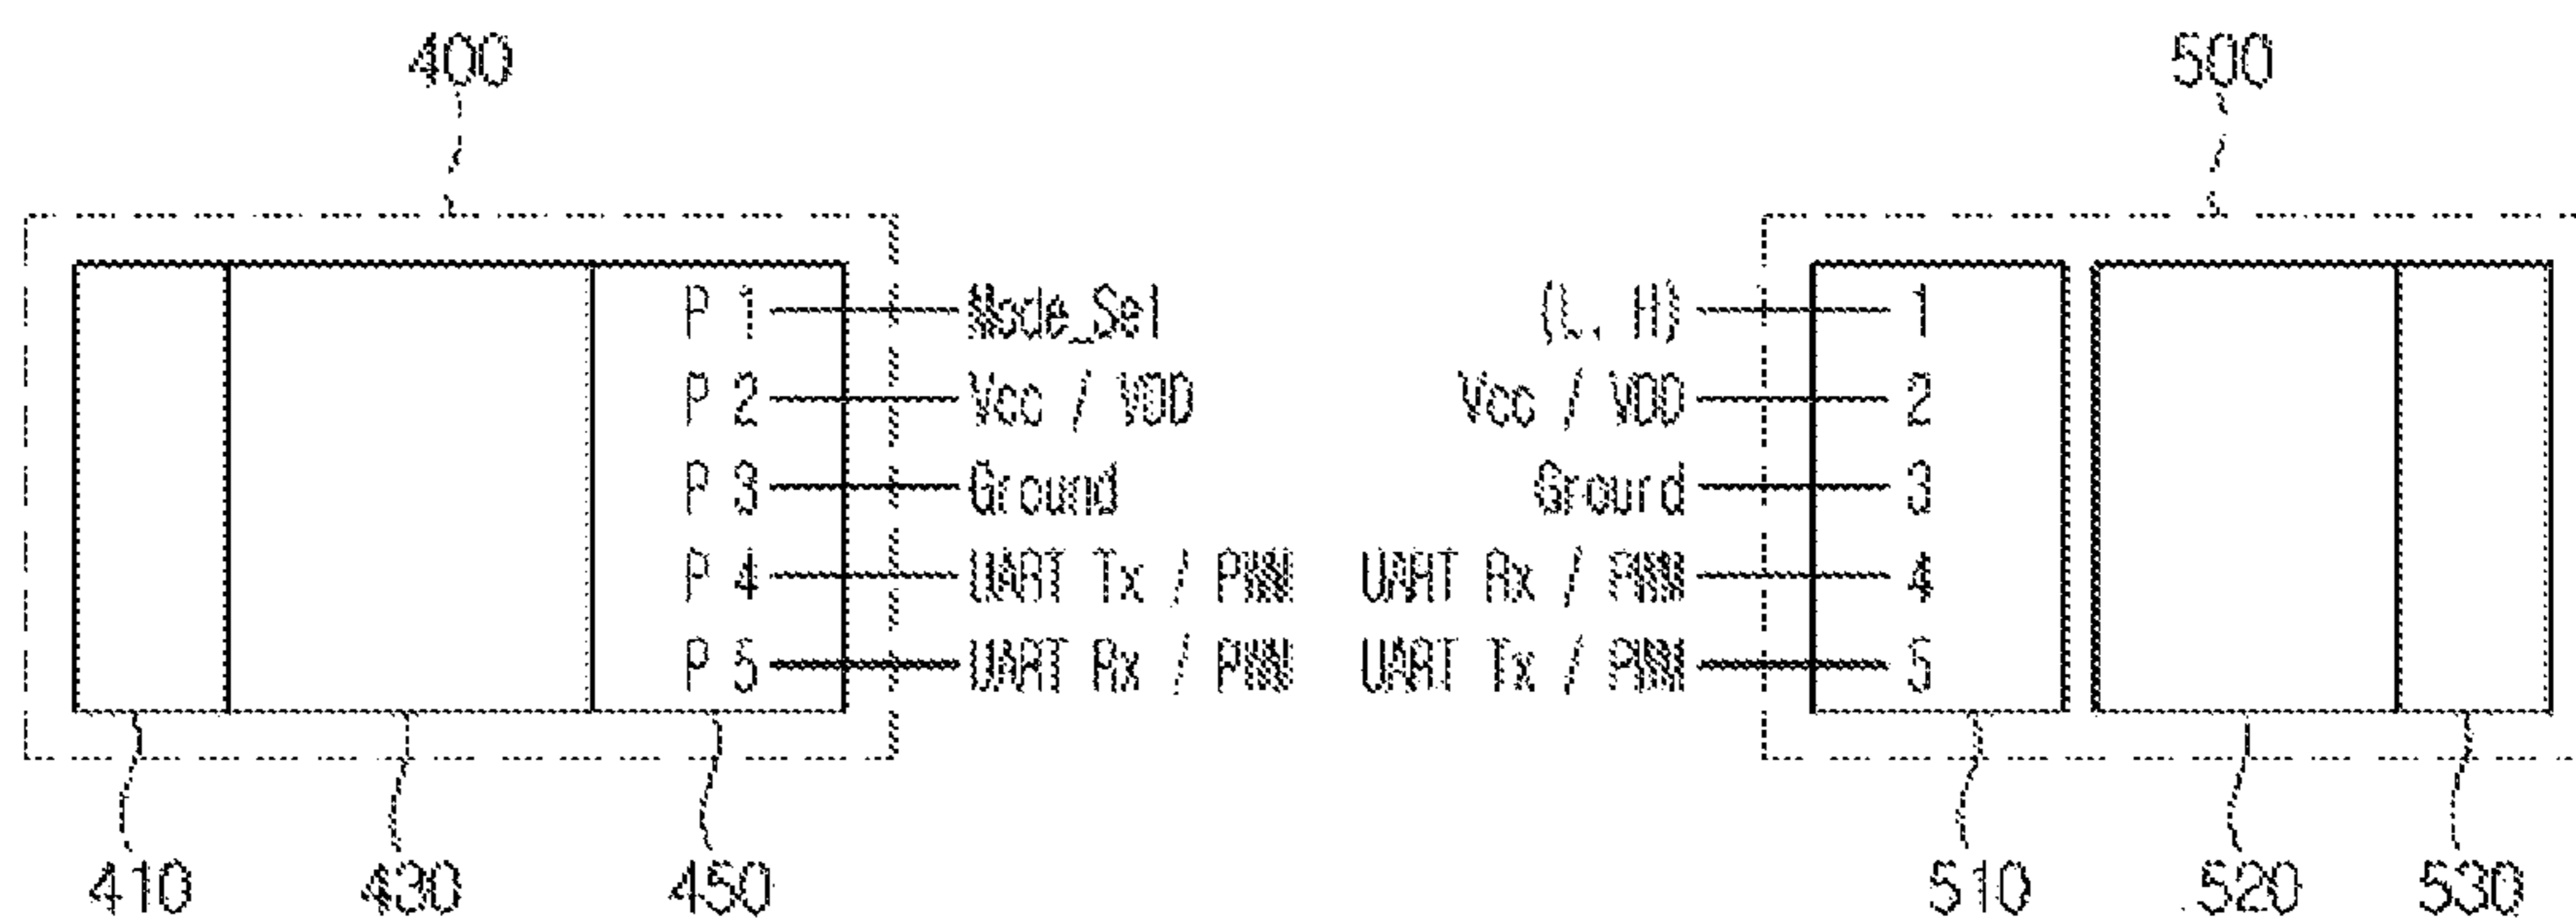 400 500
P 1 Mode_Sel (L, H) 1
P 2 Vcc / VDD Vcc / VDD 2
P 3 Ground Ground 3
P 4 UART Tx / PWM UART Rx / PWM 4
P 5 UART Rx / PWM UART Tx / PWM 5
410 430 450 510 520 530